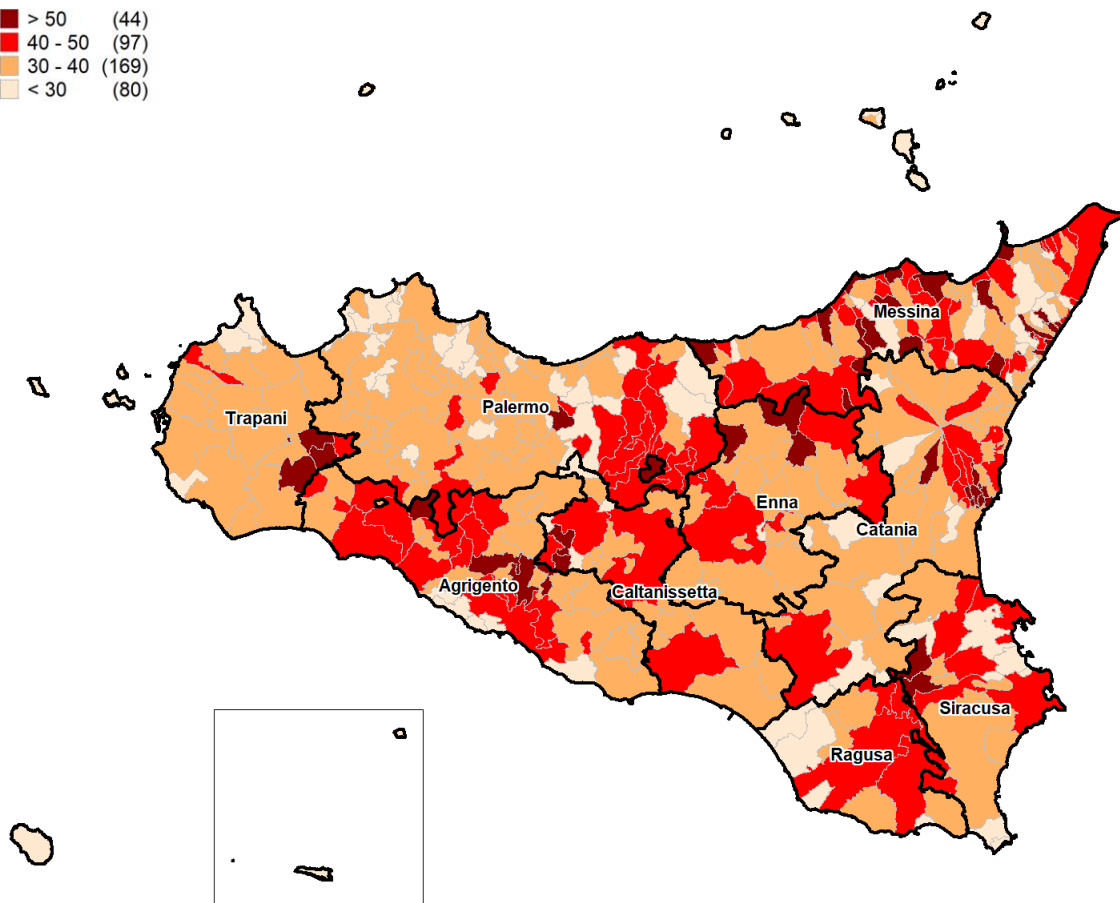 > 50 (44)
40 - 50 (97)
30 - 40 (169)
< 30 (80)
Messina
Palermo
Trapani
Enna
Catania
Agrigento
Caltanissetta
Siracusa
Ragusa